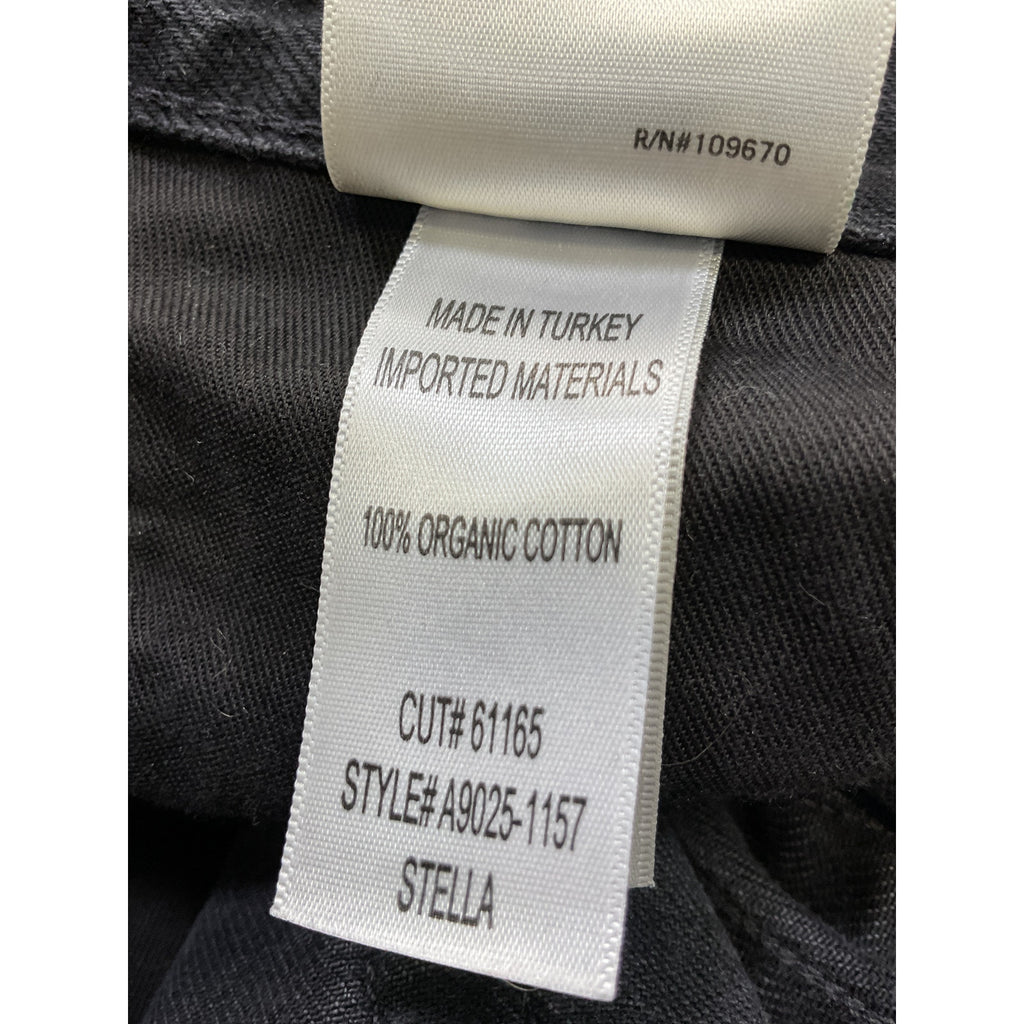 R/N#109670
MADE IN TURKEY
IMPORTED MATERIALS
100% ORGANIC COTTON
CUT# 61165
STYLE# A9025-1157
STELLA